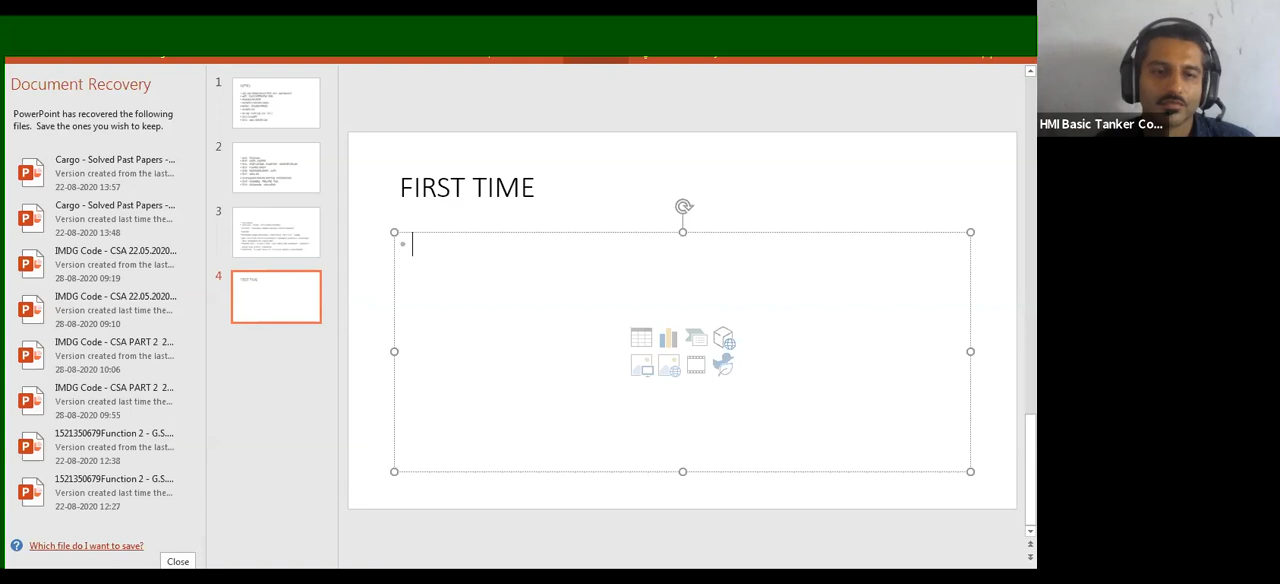 Document Recovery
PowerPoint has recovered the following
files. Save the ones you wish to keep.
Cargo - Solved Past Papers -...
Version created from the last...
22-08-2020 13:57
Cargo - Solved Past Papers -...
Version created from the last...
22-08-2020 13:48
IMDG Code - CSA 22.05.2020...
Version created last time the...
28-08-2020 09:19
IMDG Code - CSA 22.05.2020...
Version created last time the...
28-08-2020 09:10
IMDG Code - CSA PART 2 2...
Version created last time the...
28-08-2020 10:06
IMDG Code - CSA PART 2 2...
Version created last time the...
28-08-2020 09:55
1521350679Function 2 - G.S....
Version created from the last...
22-08-2020 12:38
1521350679Function 2 - G.S....
Version created from the last...
22-08-2020 12:27
Which file do I want to save?
Close
1
2
3
4
FIRST TIME
HMI Basic Tanker Co...